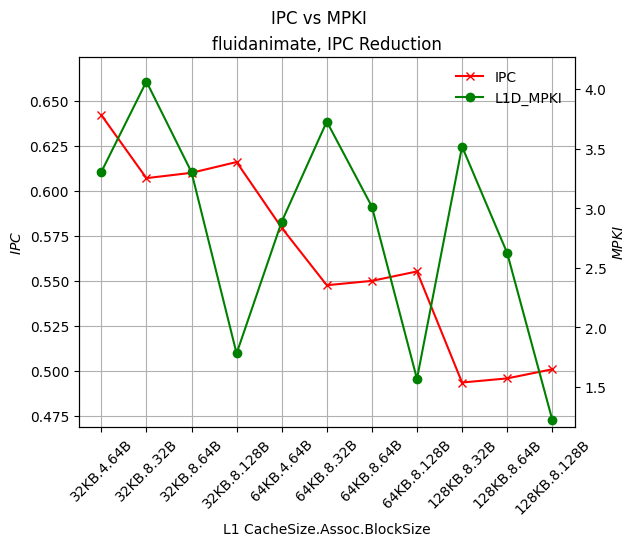 IPC vs MPKI
fluidanimate, IPC Reduction
IPC
L1D_MPKI
0.650
0.625
0.600
0.575
0.550
0.525
0.500
0.475
IPC
4.0
3.5
3.0
2.5
2.0
1.5
MPKI
32KB.4.64B
32KB.8.32B
32KB.8.64B
32KB.8.128B
64KB.4.64B
64KB.8.32B
64KB.8.64B
64KB.8.128B
128KB.8.32B
128KB.8.64B
128KB.8.128B
L1 CacheSize.Assoc.BlockSize